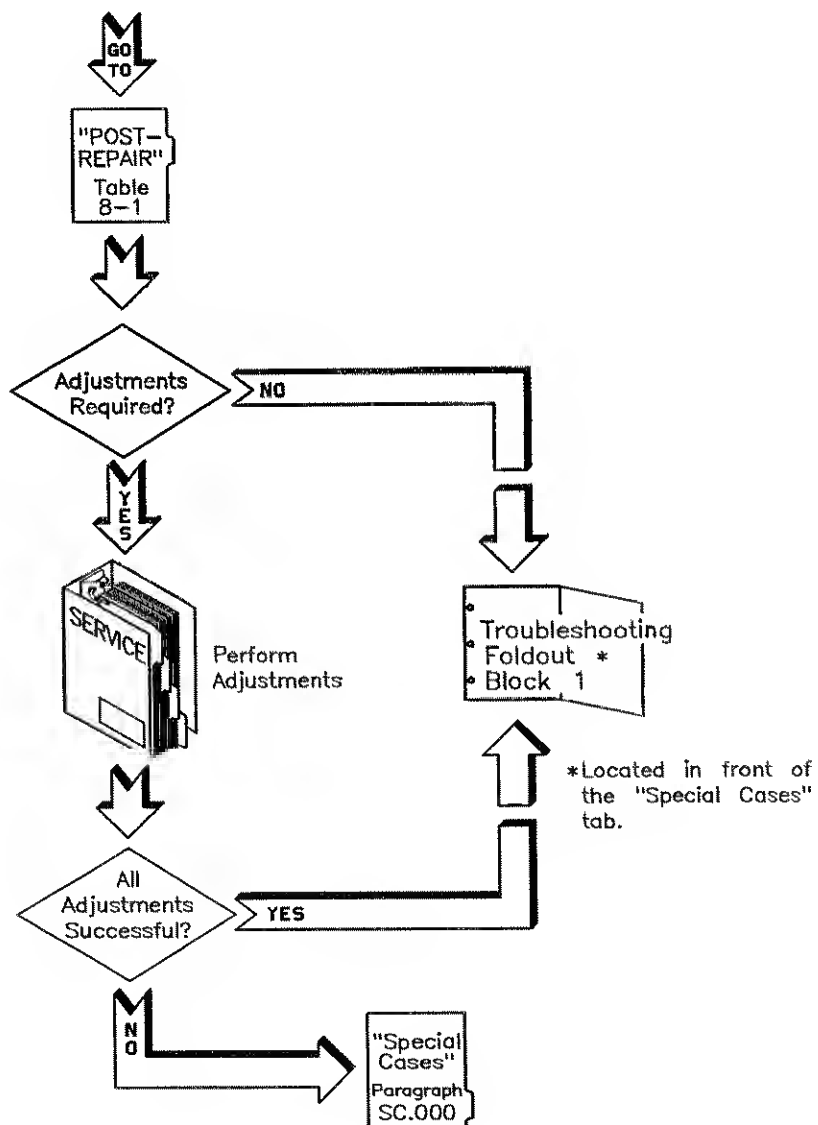 GO
TO
"POST-
REPAIR"
Table
8-1
Adjustments
Required?
NO
YES
SERVICE
Perform
Adjustments
Troubleshooting
Foldout *
Block 1
*Located in front of
the "Special Cases"
tab.
All
Adjustments
Successful?
YES
NO
"Special
Cases"
Paragraph
SC.000